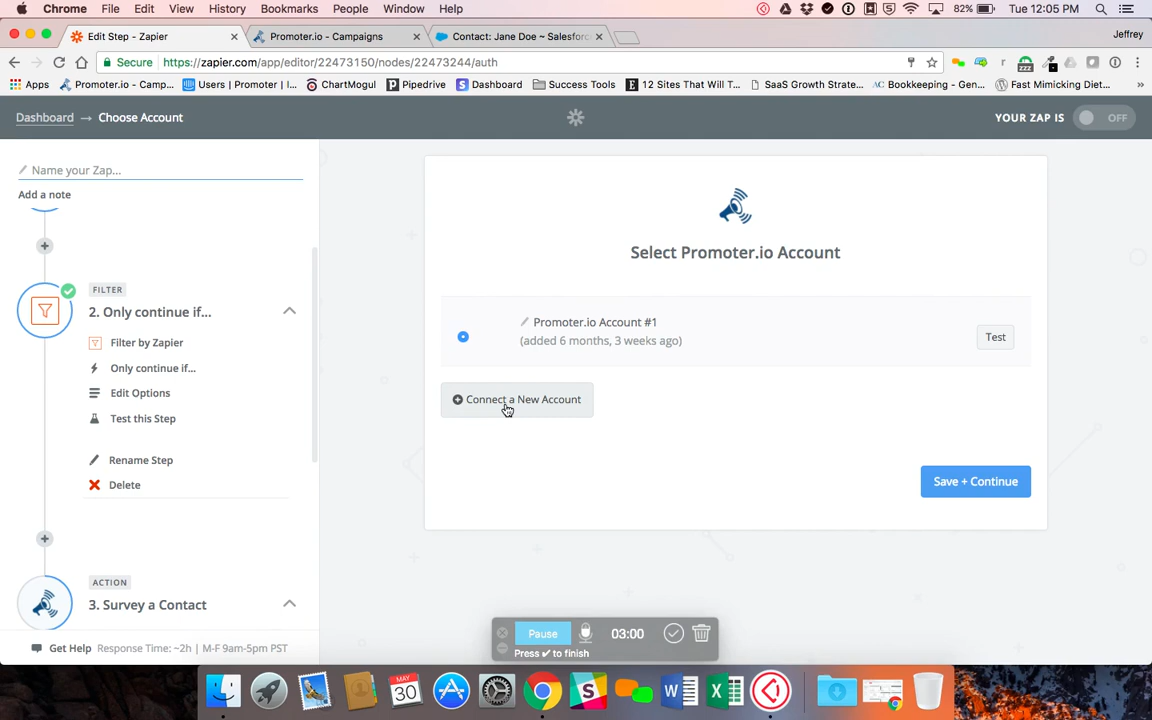 Chrome File Edit View History Bookmarks People Window Help 82% Tue 12:05 PM
Edit Step - Zapier Promoter.io - Campaigns Contact: Jane Doe ~ Salesforc Jeffrey
Secure https://zapier.com/app/editor/22473150/nodes/22473244/auth
Apps Promoter.io - Camp... Users | Promoter | I... ChartMogul Pipedrive Dashboard Success Tools 12 Sites That Will T... SaaS Growth Strate... Bookkeeping - Gen... Fast Mimicking Diet... »
Dashboard → Choose Account YOUR ZAP IS OFF
Name your Zap...
Add a note
Select Promoter.io Account
FILTER
2. Only continue if...
Filter by Zapier
Only continue if...
Edit Options
Test this Step
Rename Step
Delete
Promoter.io Account #1
(added 6 months, 3 weeks ago)
Test
Connect a New Account
Save + Continue
ACTION
3. Survey a Contact
Get Help Response Time: ~2h | M-F 9am-5pm PST
Pause 03:00
Press ✔ to finish
MAY
30